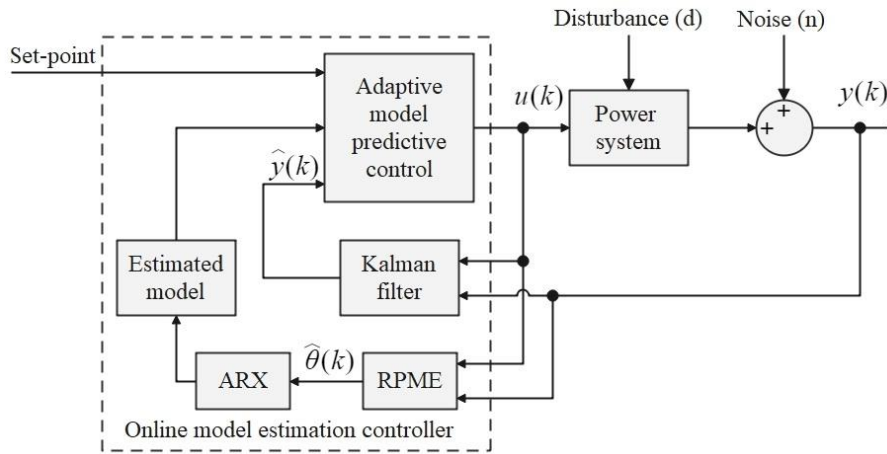 Disturbance (d)
Noise (n)
Set-point
Adaptive
model
predictive
control
u(k)
Power
system
+
+
y(k)
ŷ(k)
Estimated
model
Kalman
filter
ARX
θ̂(k)
RPME
Online model estimation controller